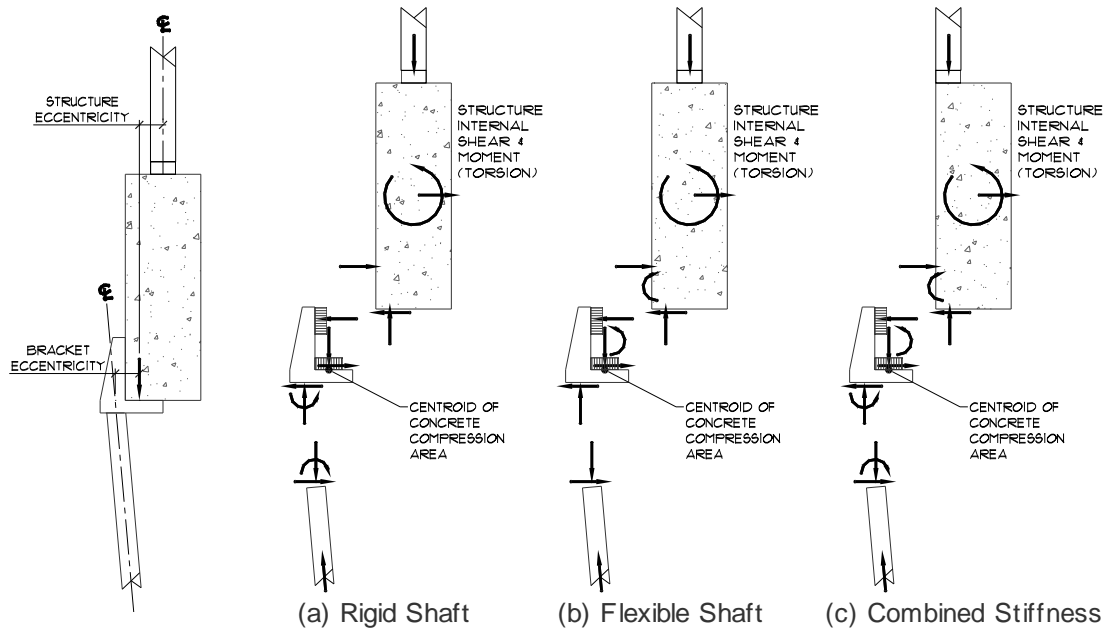 ℄
STRUCTURE
ECCENTRICITY
℄
BRACKET
ECCENTRICITY
STRUCTURE
INTERNAL
SHEAR &
MOMENT
(TORSION)
CENTROID OF
CONCRETE
COMPRESSION
AREA
(a) Rigid Shaft
STRUCTURE
INTERNAL
SHEAR &
MOMENT
(TORSION)
CENTROID OF
CONCRETE
COMPRESSION
AREA
(b) Flexible Shaft
STRUCTURE
INTERNAL
SHEAR &
MOMENT
(TORSION)
CENTROID OF
CONCRETE
COMPRESSION
AREA
(c) Combined Stiffness